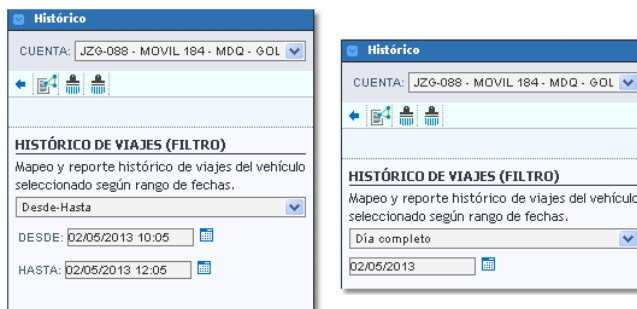 Histórico
CUENTA: JZG-088 - MOVIL 184 - MDQ - GOL
HISTÓRICO DE VIAJES (FILTRO)
Mapeo y reporte histórico de viajes del vehículo
seleccionado según rango de fechas.
Desde-Hasta
DESDE: 02/05/2013 10:05
HASTA: 02/05/2013 12:05
Histórico
CUENTA: JZG-088 - MOVIL 184 - MDQ - GOL
HISTÓRICO DE VIAJES (FILTRO)
Mapeo y reporte histórico de viajes del vehículo
seleccionado según rango de fechas.
Día completo
02/05/2013